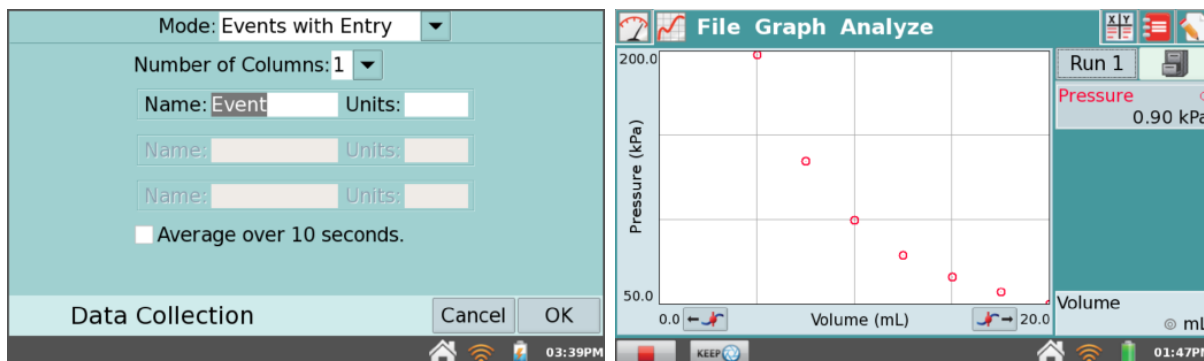 Mode: Events with Entry
Number of Columns: 1
Name: Event Units:
Name: Units:
Name: Units:
Average over 10 seconds.
Data Collection Cancel OK
03:39PM
File Graph Analyze
X Y
200.0
Run 1
Pressure
0.90 kPa
Pressure (kPa)
50.0
0.0 Volume (mL) 20.0
Volume
mL
KEEP